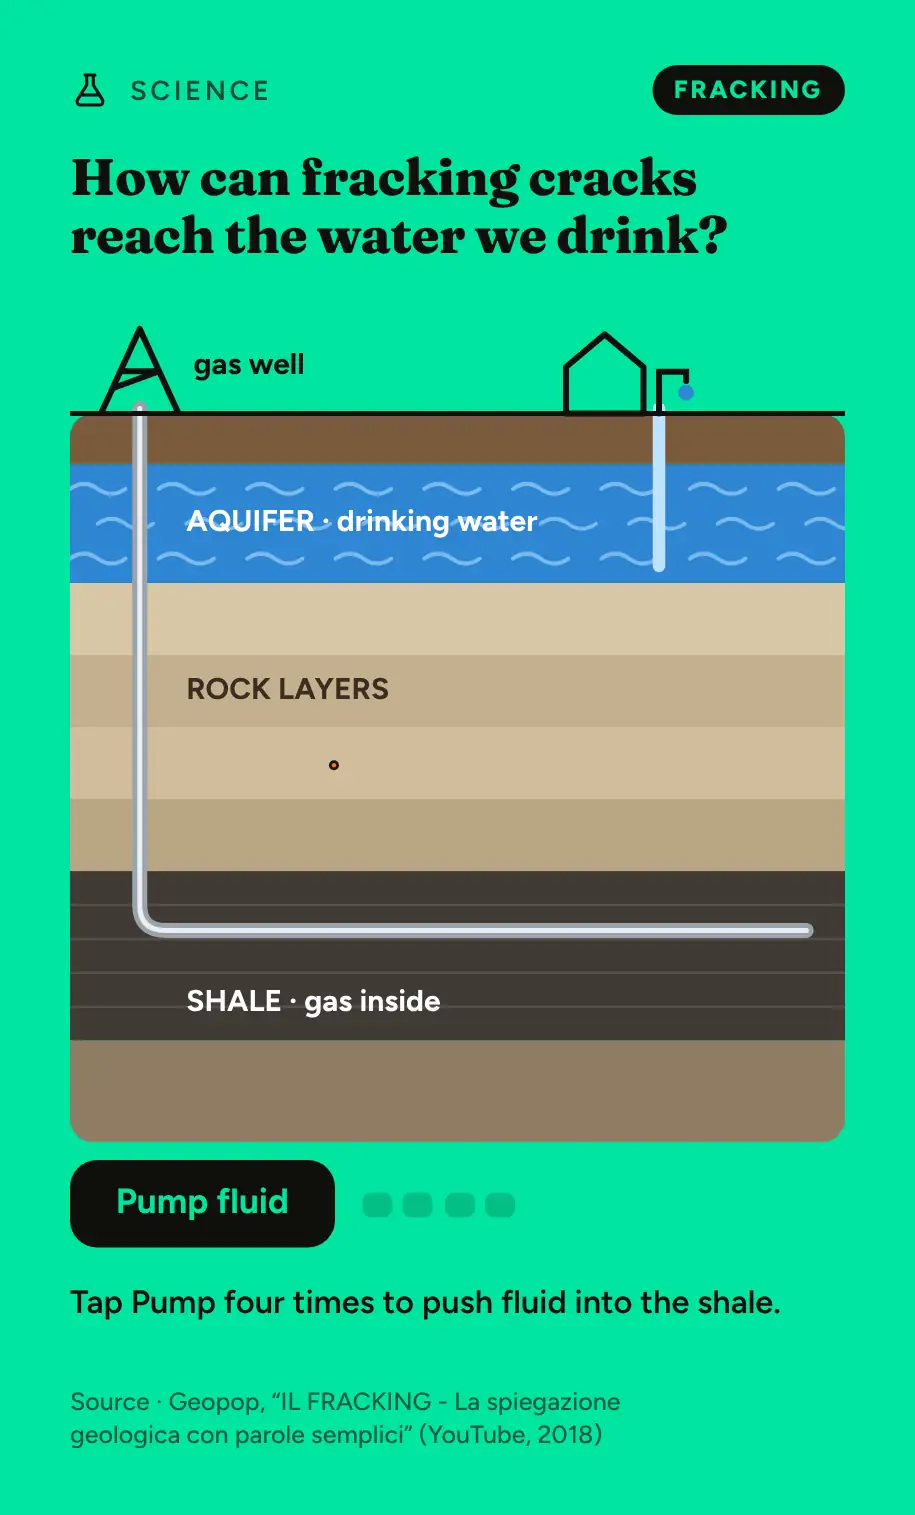 SCIENCE
FRACKING
How can fracking cracks
reach the water we drink?
gas well
AQUIFER · drinking water
ROCK LAYERS
SHALE · gas inside
Pump fluid
Tap Pump four times to push fluid into the shale.
Source · Geopop, “IL FRACKING - La spiegazione
geologica con parole semplici” (YouTube, 2018)